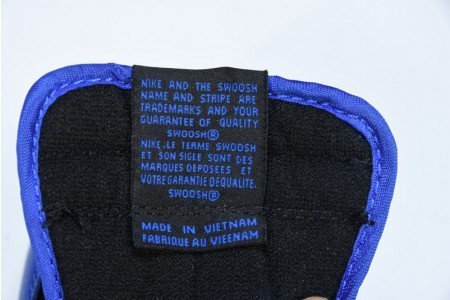 NIKE AND THE SWOOSH
NAME AND STRIPE ARE
TRADEMARKS AND YOUR
GUARANTEE OF QUALITY
SWOOSH®
NIKE.LE TERME SWOOSH
ET SON SIGLE SONT DES
MARQUES DEPOSEES ET
VOTRE GARANTIE DEQUALITE.
SWOOSH®
MADE IN VIETNAM
FABRIQUE AU VIEENAM